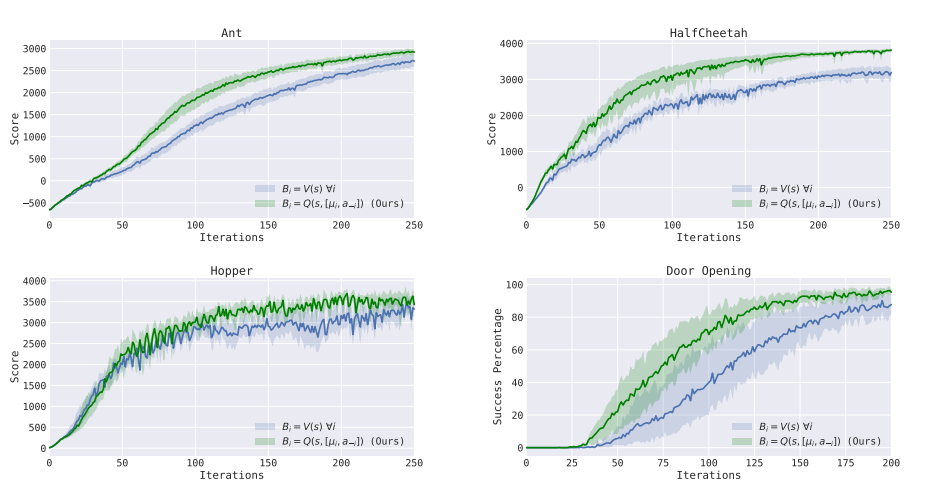 Ant
3000
2500
2000
1500
1000
500
0
−500
Score
0 50 100 150 200 250
Iterations
B_i = V(s) ∀i
B_i = Q(s, [μ_i, a_−i]) (Ours)
HalfCheetah
4000
3000
2000
1000
0
Score
0 50 100 150 200 250
Iterations
B_i = V(s) ∀i
B_i = Q(s, [μ_i, a_−i]) (Ours)
Hopper
4000
3500
3000
2500
2000
1500
1000
500
0
Score
0 50 100 150 200 250
Iterations
B_i = V(s) ∀i
B_i = Q(s, [μ_i, a_−i]) (Ours)
Door Opening
100
80
60
40
20
0
Success Percentage
0 25 50 75 100 125 150 175 200
Iterations
B_i = V(s) ∀i
B_i = Q(s, [μ_i, a_−i]) (Ours)